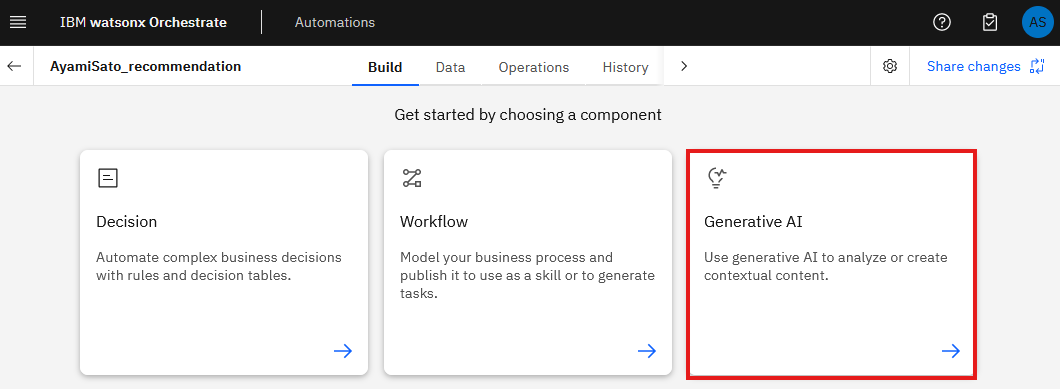 IBM watsonx Orchestrate Automations AS
AyamiSato_recommendation Build Data Operations History Share changes
Get started by choosing a component
Decision
Automate complex business decisions
with rules and decision tables.
Workflow
Model your business process and
publish it to use as a skill or to generate
tasks.
Generative AI
Use generative AI to analyze or create
contextual content.